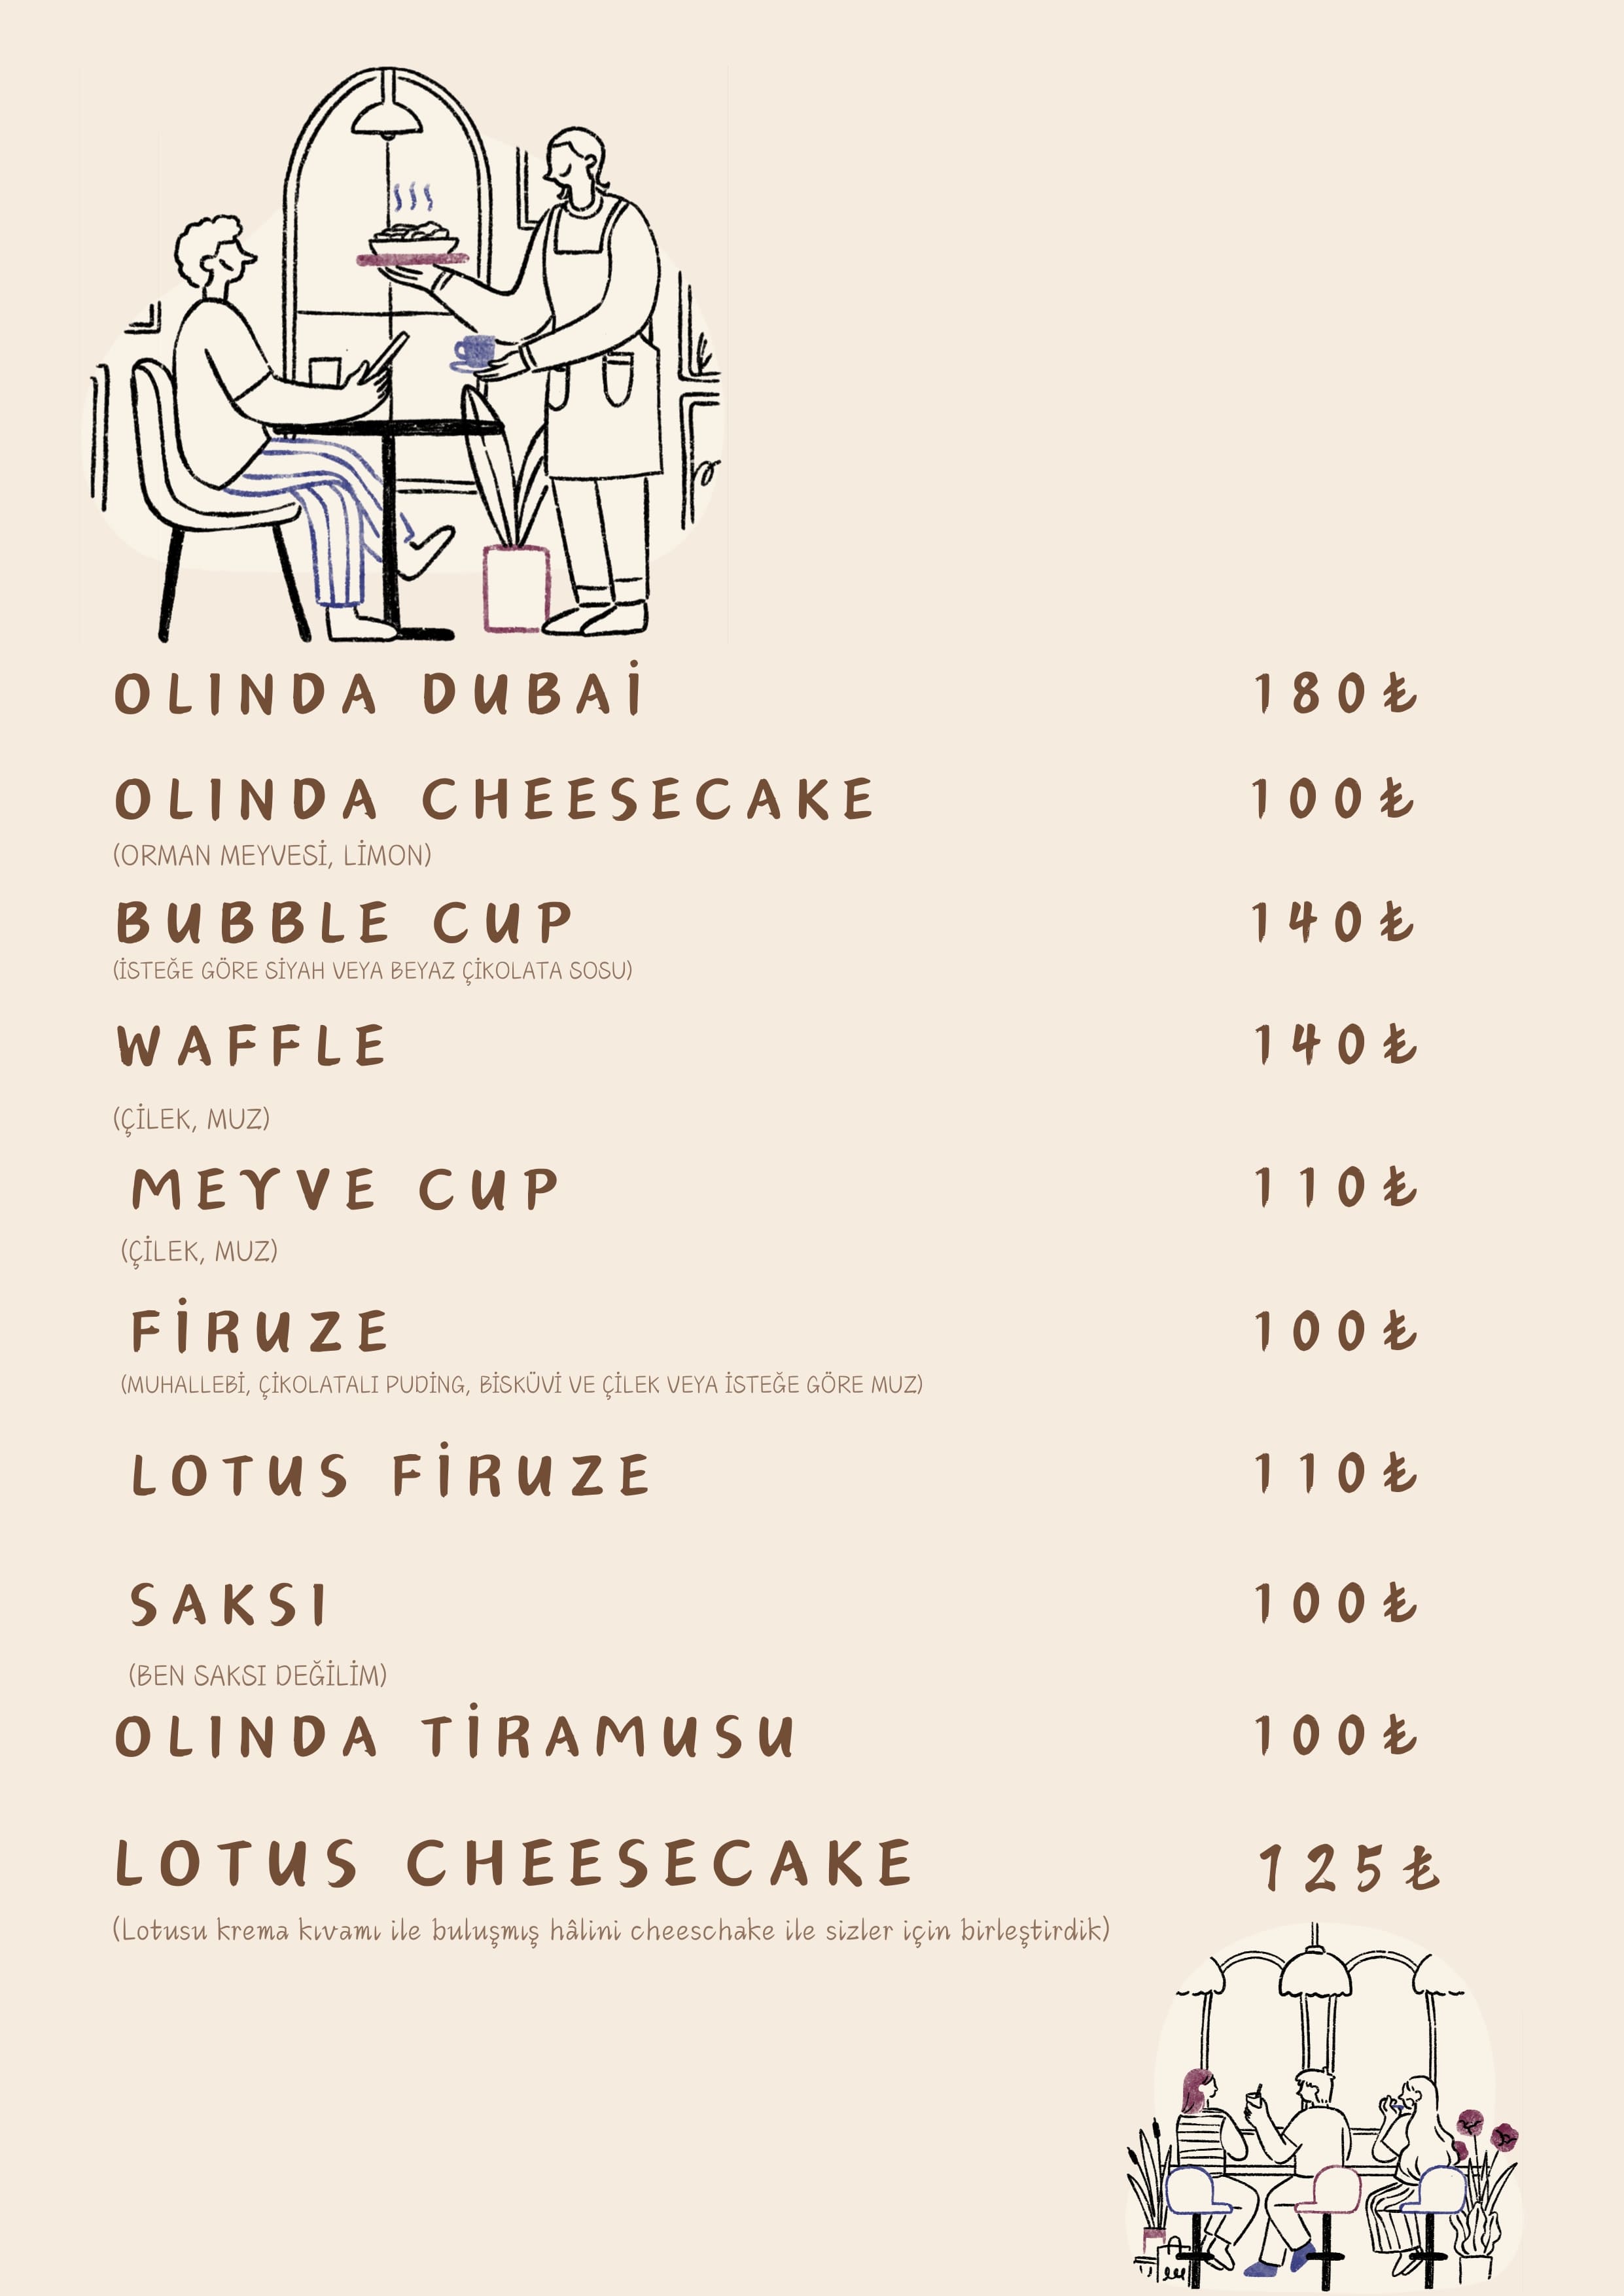 OLINDA DUBAİ 180₺
OLINDA CHEESECAKE 100₺
(ORMAN MEYVESİ, LİMON)
BUBBLE CUP 140₺
(İSTEĞE GÖRE SİYAH VEYA BEYAZ ÇİKOLATA SOSU)
WAFFLE 140₺
(ÇİLEK, MUZ)
MEYVE CUP 110₺
(ÇİLEK, MUZ)
FİRUZE 100₺
(MUHALLEBİ, ÇİKOLATALI PUDİNG, BİSKÜVİ VE ÇİLEK VEYA İSTEĞE GÖRE MUZ)
LOTUS FİRUZE 110₺
SAKSI 100₺
(BEN SAKSI DEĞİLİM)
OLINDA TİRAMUSU 100₺
LOTUS CHEESECAKE 125₺
(Lotusu krema kıvamı ile buluşmış hâlini cheeschake ile sizler için birleştirdik)